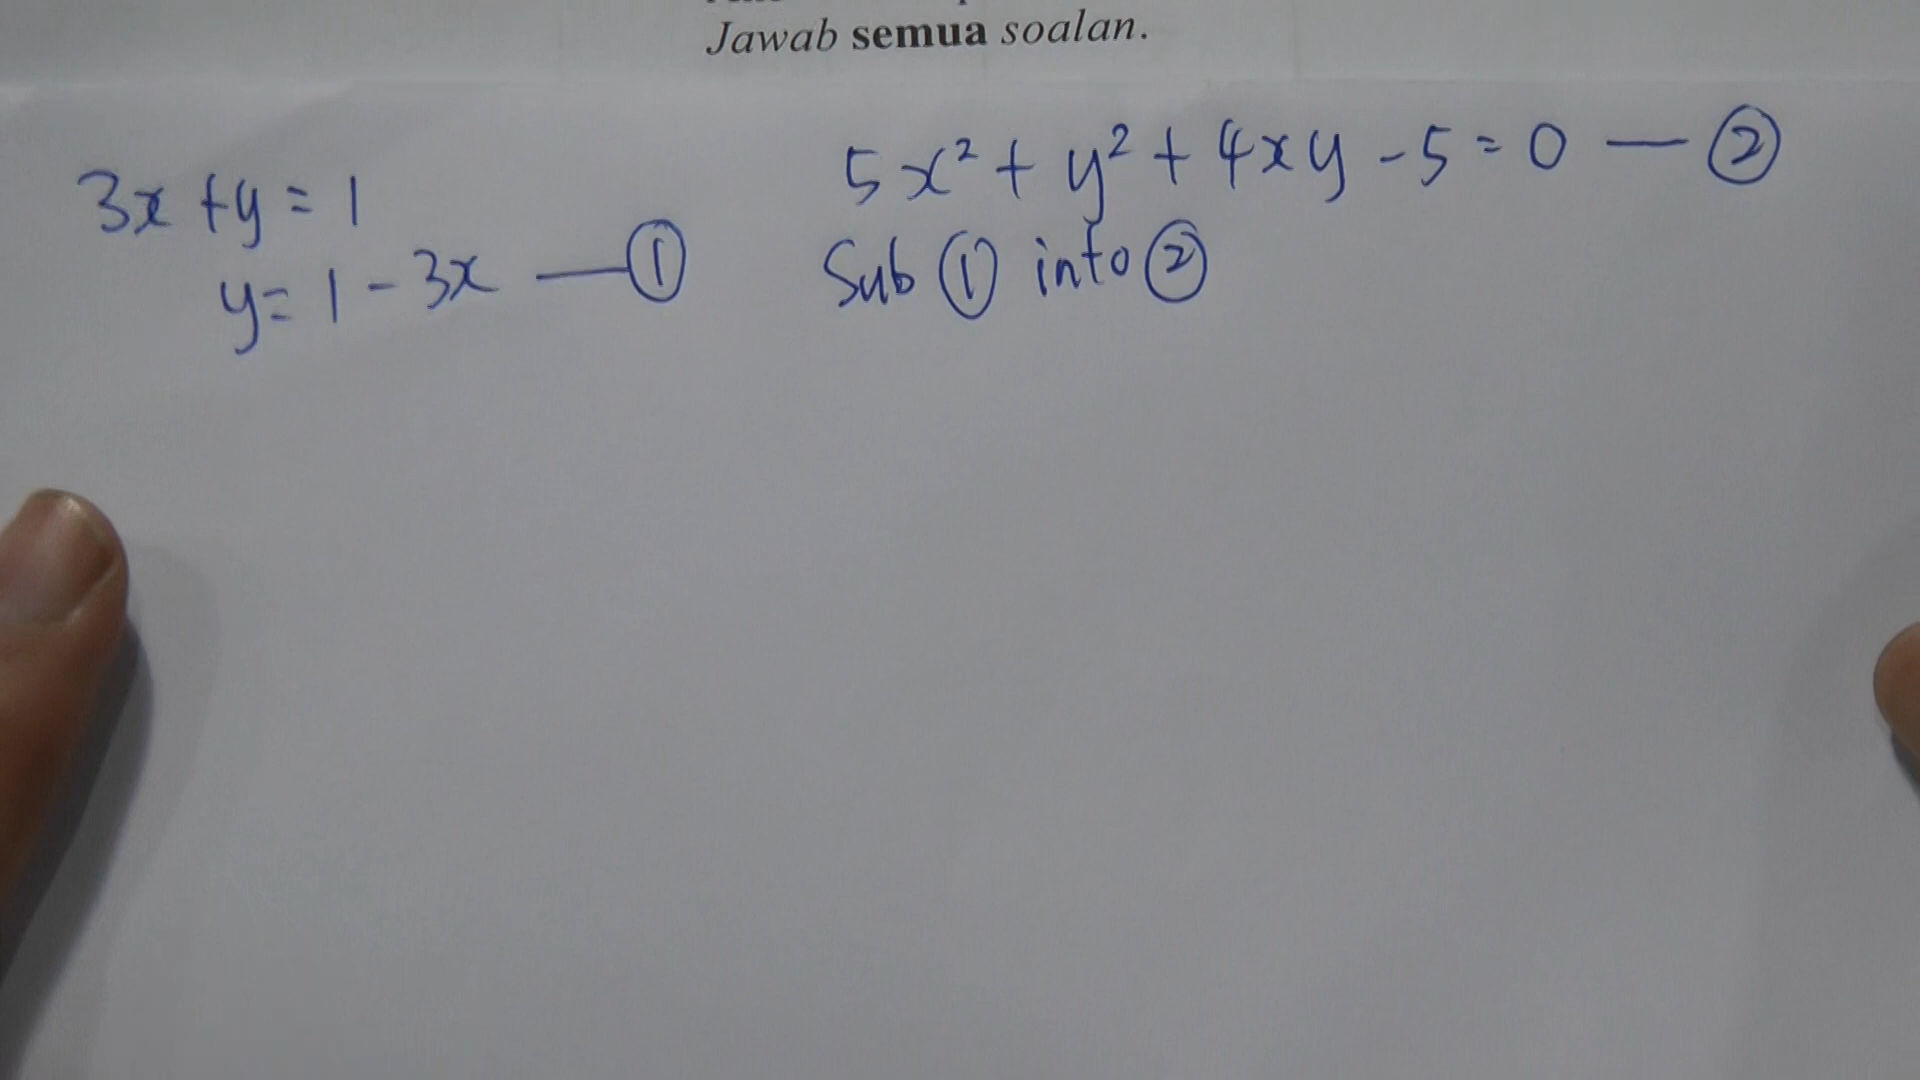 Jawab semua soalan.
3x + y = 1
y = 1 - 3x — ①
5x² + y² + 4xy - 5 = 0 — ②
Sub ① into ②